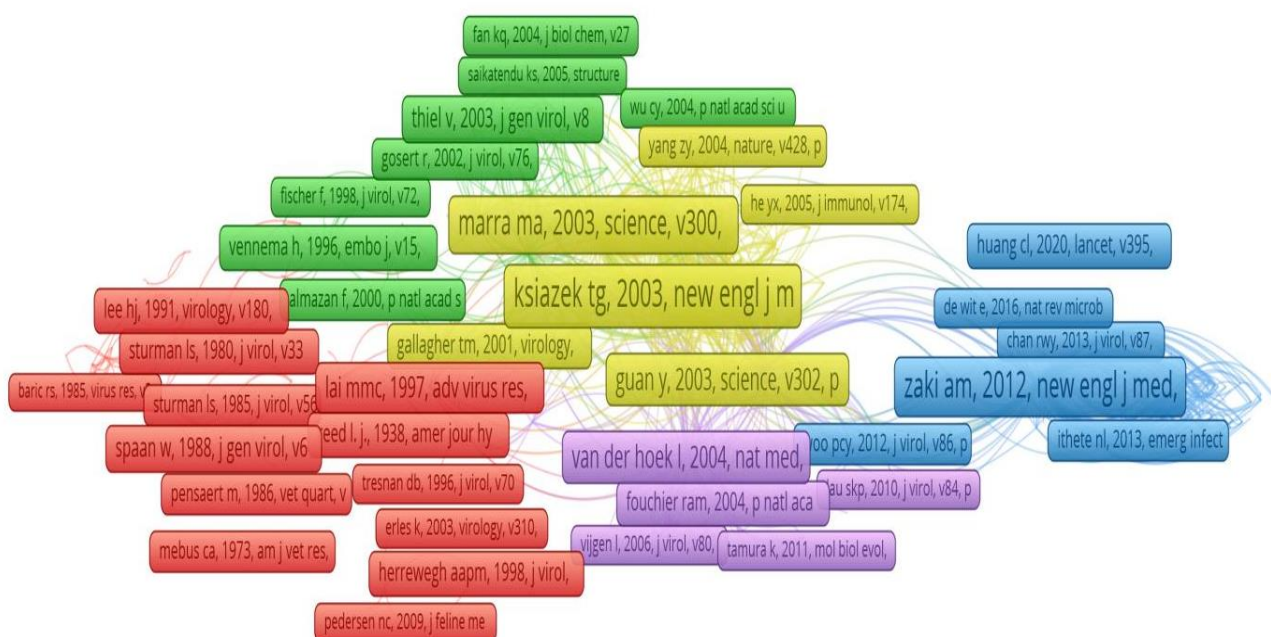 fan kq, 2004, j biol chem, v27
saikatendu ks, 2005, structure
thiel v, 2003, j gen virol, v8
wu cy, 2004, p natl acad sci u
yang zy, 2004, nature, v428, p
gosert r, 2002, j virol, v76,
fischer f, 1998, j virol, v72,
he yx, 2005, j immunol, v174,
marra ma, 2003, science, v300,
vennema h, 1996, embo j, v15,
huang cl, 2020, lancet, v395,
ksiazek tg, 2003, new engl j m
almazan f, 2000, p natl acad s
lee hj, 1991, virology, v180,
de wit e, 2016, nat rev microb
chan rwy, 2013, j virol, v87,
sturman ls, 1980, j virol, v33
gallagher tm, 2001, virology,
guan y, 2003, science, v302, p
zaki am, 2012, new engl j med,
baric rs, 1985, virus res,
lai mmc, 1997, adv virus res,
sturman ls, 1985, j virol, v56
reed l. j., 1938, amer jour hy
spaan w, 1988, j gen virol, v6
woo pcy, 2012, j virol, v86, p
ithete nl, 2013, emerg infect
van der hoek l, 2004, nat med,
tresnan db, 1996, j virol, v70
pensaert m, 1986, vet quart, v
lau skp, 2010, j virol, v84, p
fouchier ram, 2004, p natl aca
erles k, 2003, virology, v310,
mebus ca, 1973, am j vet res,
vijgen l, 2006, j virol, v80,
tamura k, 2011, mol biol evol,
herrewegh aapm, 1998, j virol,
pedersen nc, 2009, j feline me